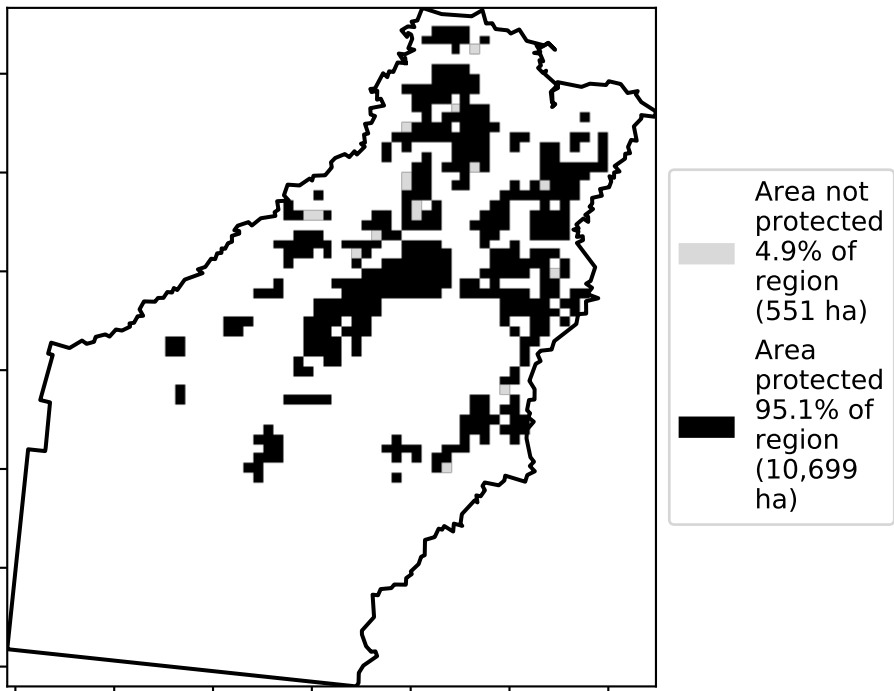 Area not
protected
4.9% of
region
(551 ha)
Area
protected
95.1% of
region
(10,699
ha)